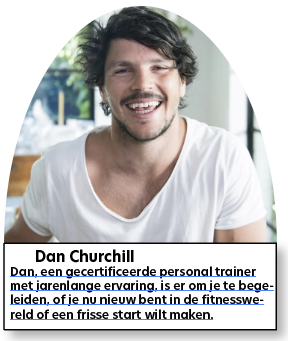 Dan Churchill
Dan, een gecertificeerde personal trainer
met jarenlange ervaring, is er om je te bege-
leiden, of je nu nieuw bent in de fitnesswe-
reld of een frisse start wilt maken.